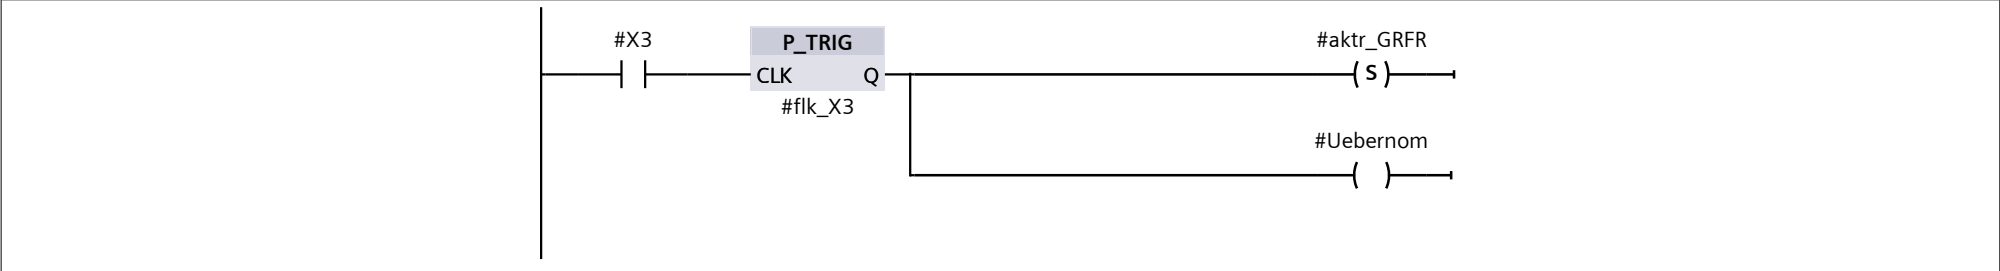 #X3
P_TRIG
#aktr_GRFR
CLK Q
S
#flk_X3
#Uebernom